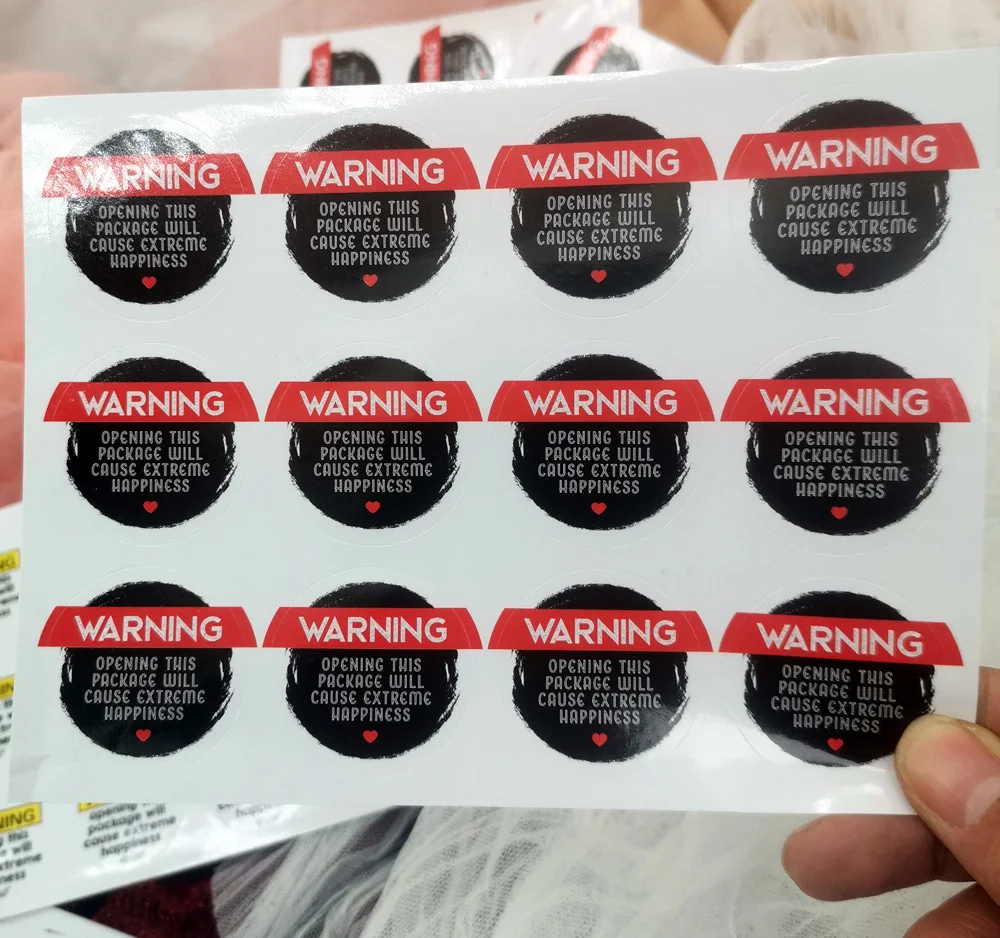 WARNING WARNING WARNING WARNING
OPENING THIS OPENING THIS OPENING THIS OPENING THIS
PACKAGE WILL PACKAGE WILL PACKAGE WILL PACKAGE WILL
CAUSE EXTREME CAUSE EXTREME CAUSE EXTREME CAUSE EXTREME
HAPPINESS HAPPINESS HAPPINESS HAPPINESS
WARNING WARNING WARNING WARNING
OPENING THIS OPENING THIS OPENING THIS OPENING THIS
PACKAGE WILL PACKAGE WILL PACKAGE WILL PACKAGE WILL
CAUSE EXTREME CAUSE EXTREME CAUSE EXTREME CAUSE EXTREME
HAPPINESS HAPPINESS HAPPINESS HAPPINESS
WARNING WARNING WARNING WARNING
OPENING THIS OPENING THIS OPENING THIS OPENING THIS
PACKAGE WILL PACKAGE WILL PACKAGE WILL PACKAGE WILL
CAUSE EXTREME CAUSE EXTREME CAUSE EXTREME CAUSE EXTREME
HAPPINESS HAPPINESS HAPPINESS HAPPINESS
opening
package will
cause extreme
happiness